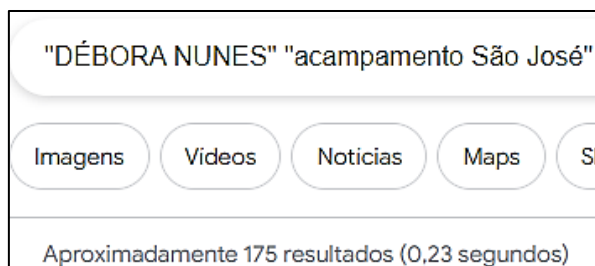 "DÉBORA NUNES" "acampamento São José"
Imagens Vídeos Notícias Maps
Aproximadamente 175 resultados (0,23 segundos)